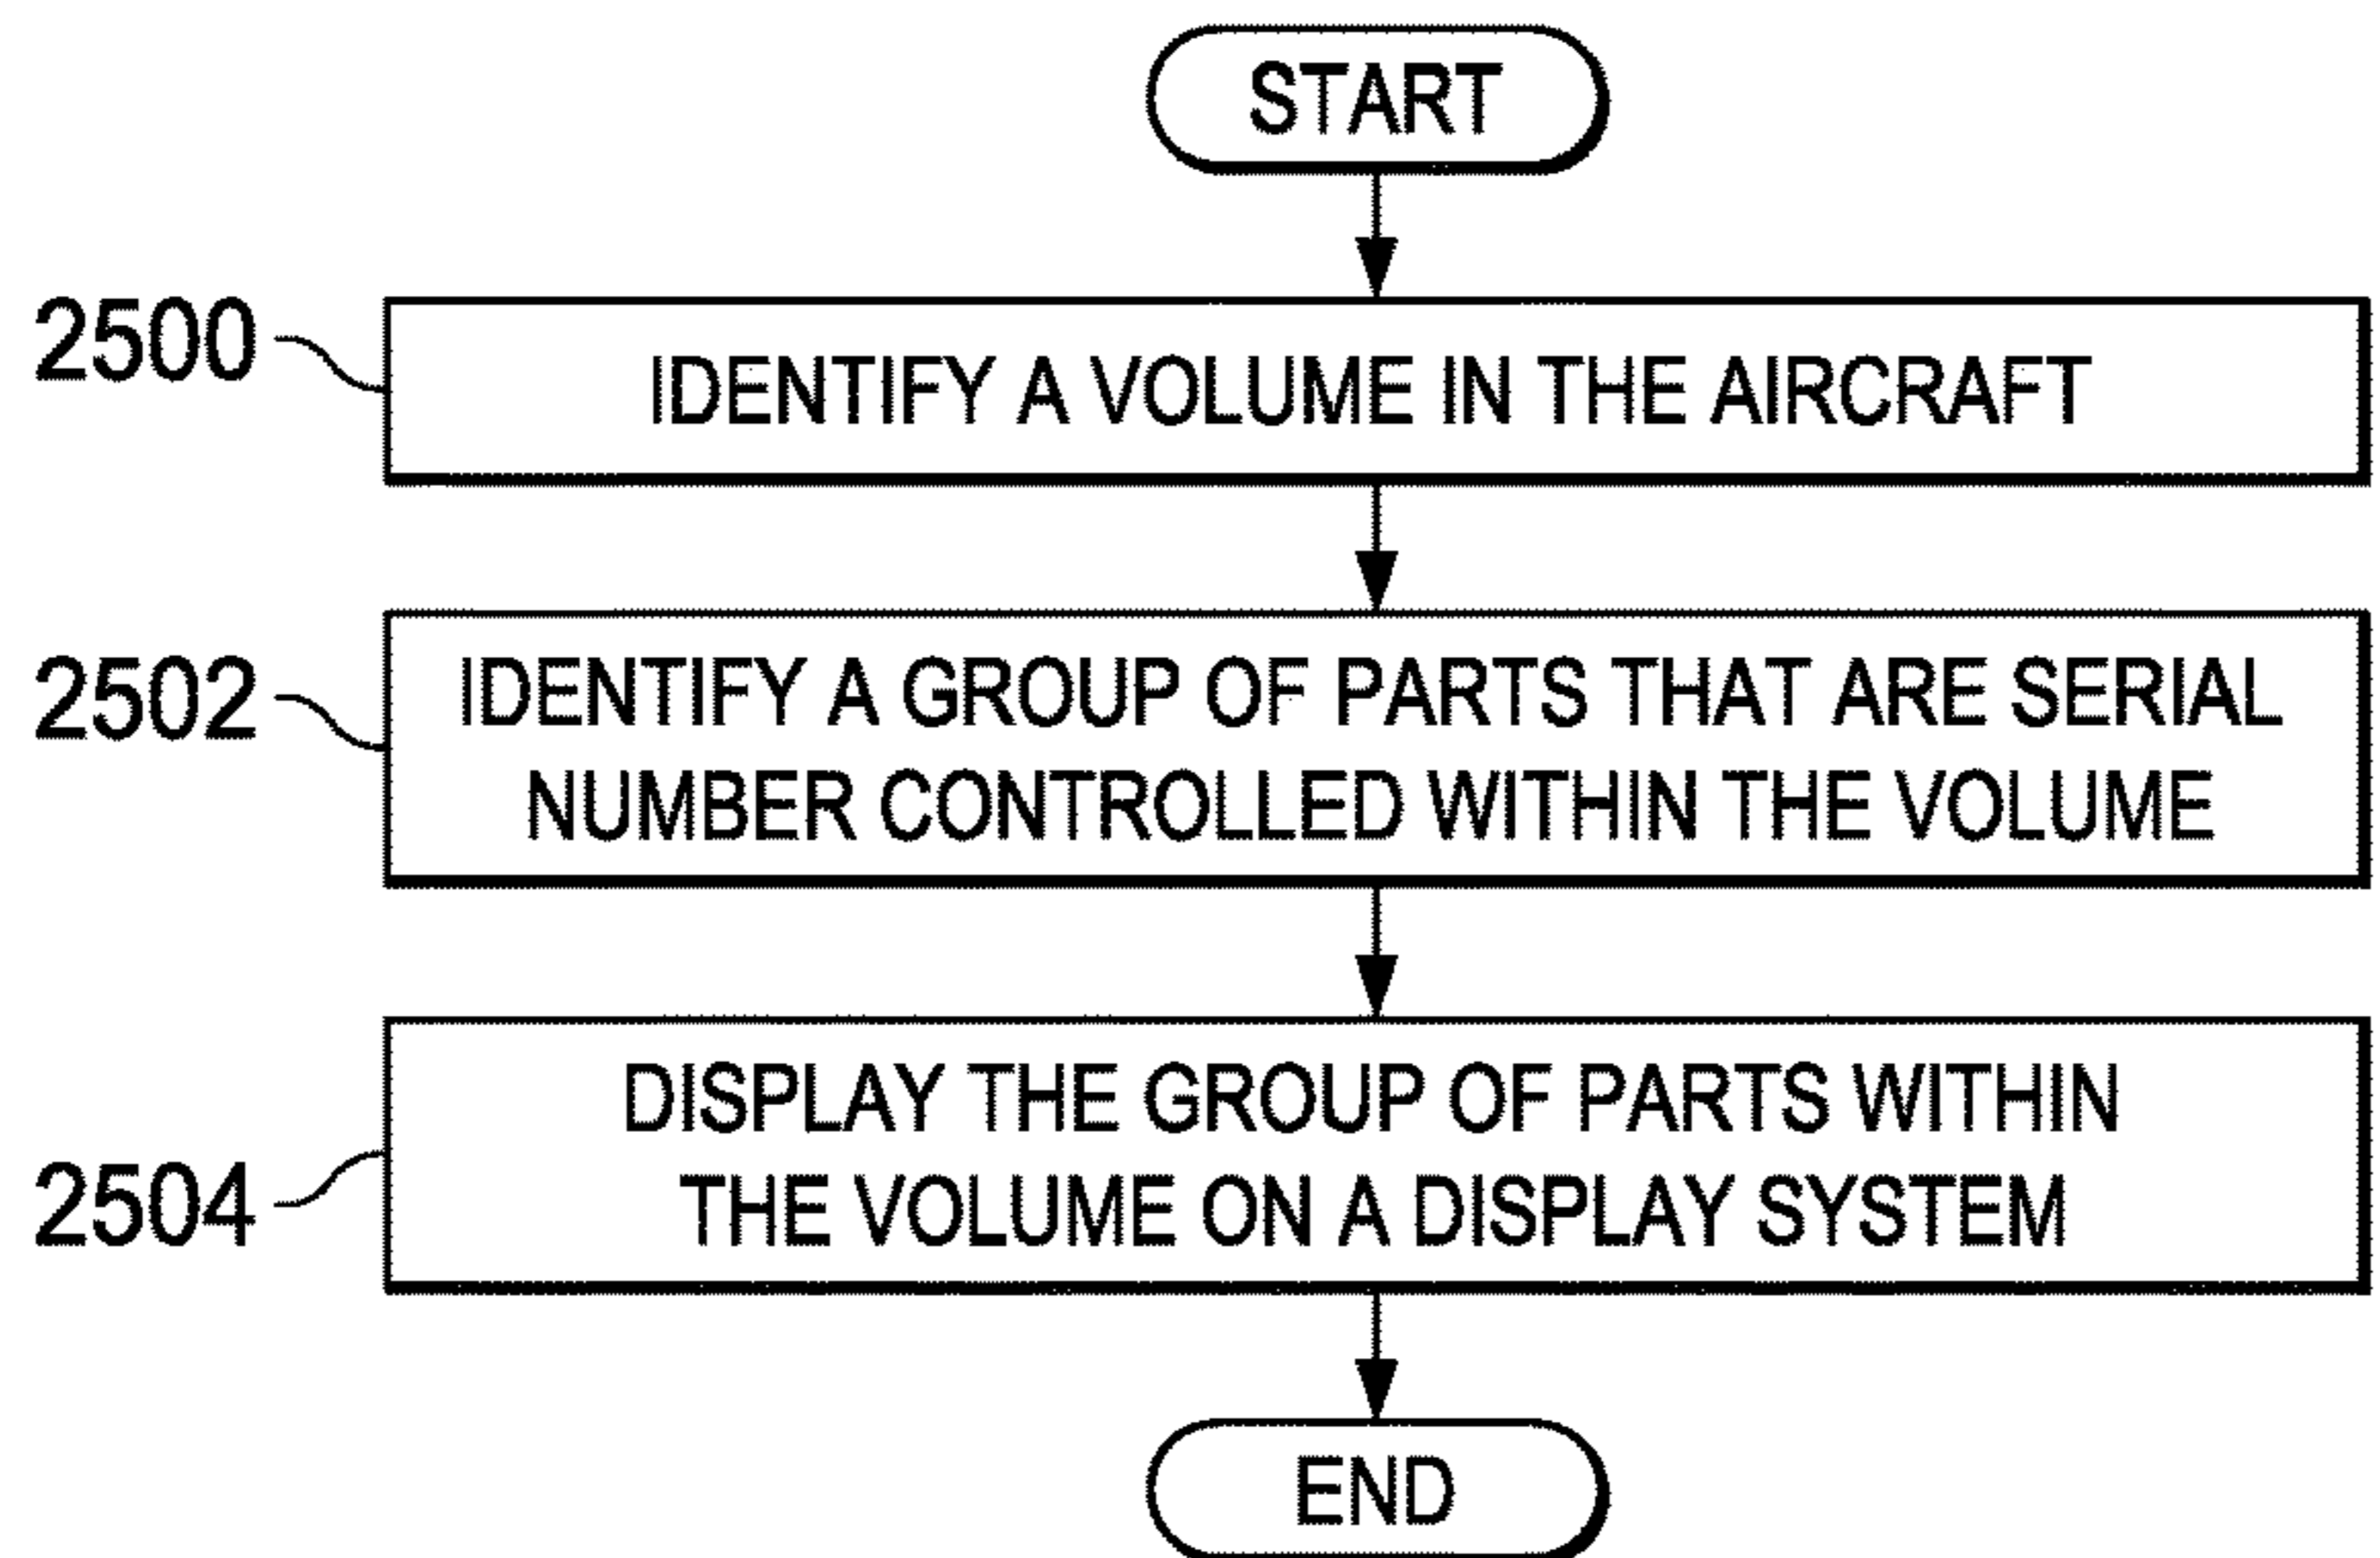 START
2500
IDENTIFY A VOLUME IN THE AIRCRAFT
2502
IDENTIFY A GROUP OF PARTS THAT ARE SERIAL
NUMBER CONTROLLED WITHIN THE VOLUME
2504
DISPLAY THE GROUP OF PARTS WITHIN
THE VOLUME ON A DISPLAY SYSTEM
END